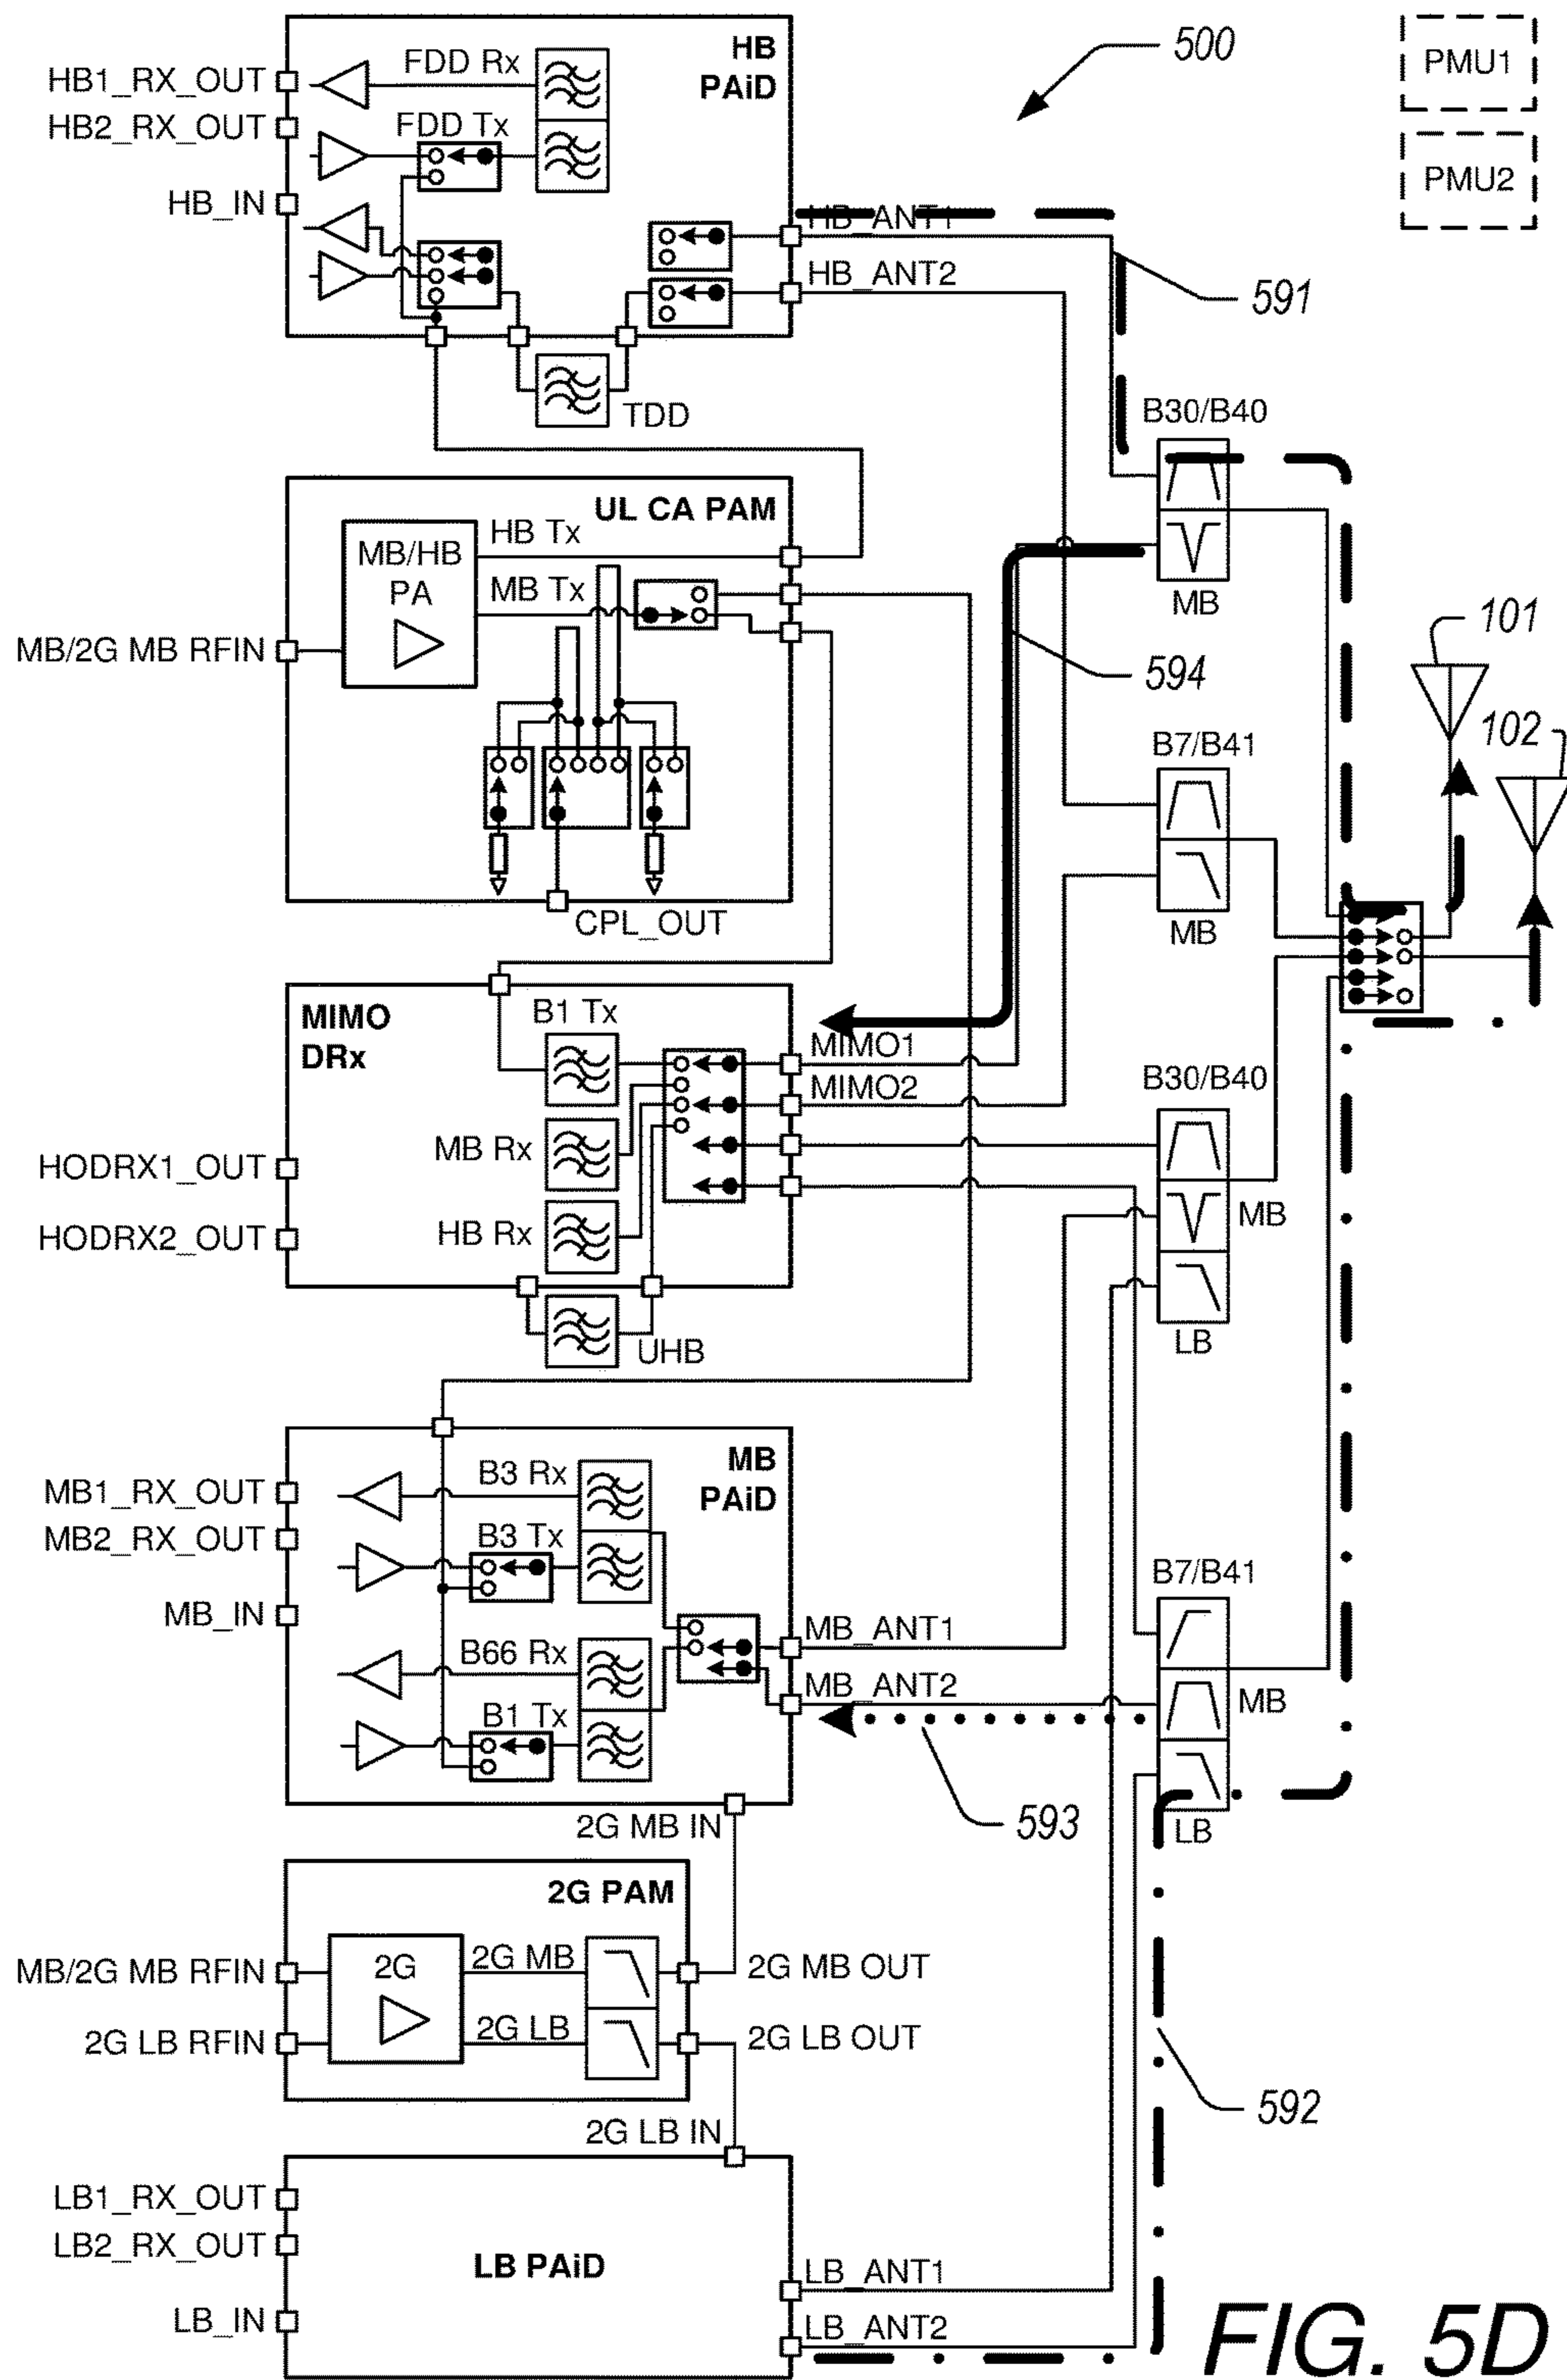 HB
PAiD
500
PMU1
PMU2
HB1_RX_OUT
HB2_RX_OUT
HB_IN
FDD Rx
FDD Tx
HB_ANT1
HB_ANT2
591
TDD
B30/B40
MB
UL CA PAM
MB/HB
PA
HB Tx
MB Tx
MB/2G MB RFIN
CPL_OUT
594
101
102
B7/B41
MB
MIMO
DRx
B1 Tx
MB Rx
HB Rx
MIMO1
MIMO2
HODRX1_OUT
HODRX2_OUT
UHB
B30/B40
MB
LB
MB
PAiD
MB1_RX_OUT
MB2_RX_OUT
MB_IN
B3 Rx
B3 Tx
B66 Rx
B1 Tx
MB_ANT1
MB_ANT2
593
B7/B41
MB
LB
2G MB IN
2G PAM
MB/2G MB RFIN
2G LB RFIN
2G
2G MB
2G LB
2G MB OUT
2G LB OUT
592
2G LB IN
LB1_RX_OUT
LB2_RX_OUT
LB_IN
LB PAiD
LB_ANT1
LB_ANT2
FIG. 5D